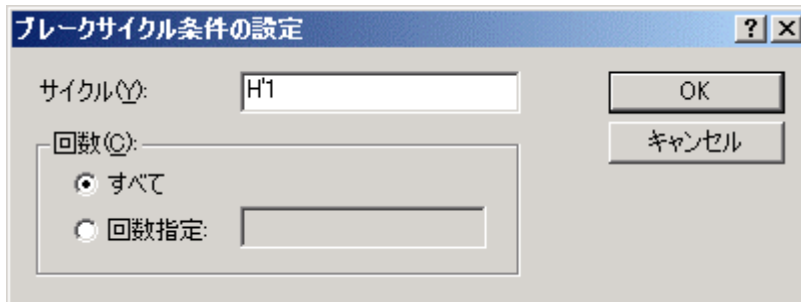 ブレークサイクル条件の設定
サイクル(Y): H'1
OK
キャンセル
回数(C):
すべて
回数指定: